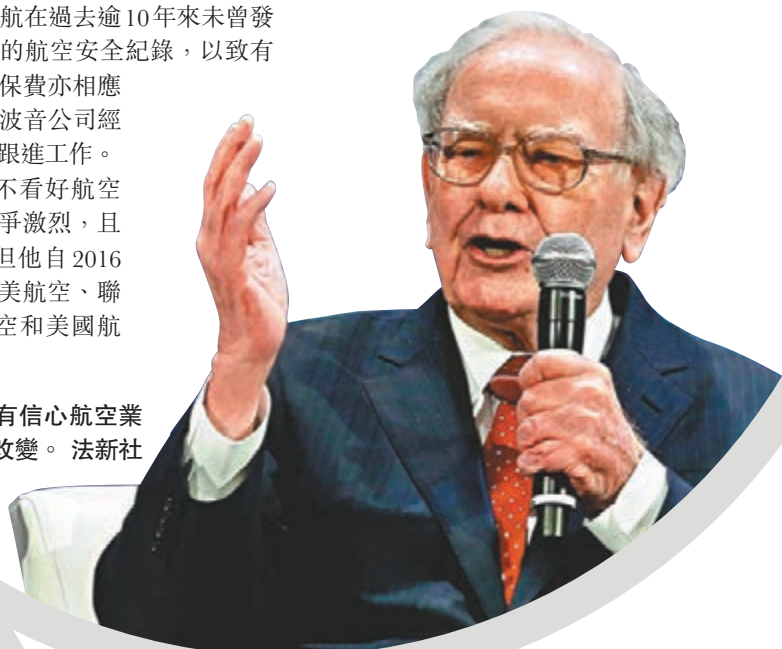 航在過去逾10年來未曾發
的航空安全紀錄，以致有
保費亦相應
波音公司經
跟進工作。
不看好航空
爭激烈，且
但他自2016
美航空、聯
空和美國航
有信心航空業
改變。 法新社